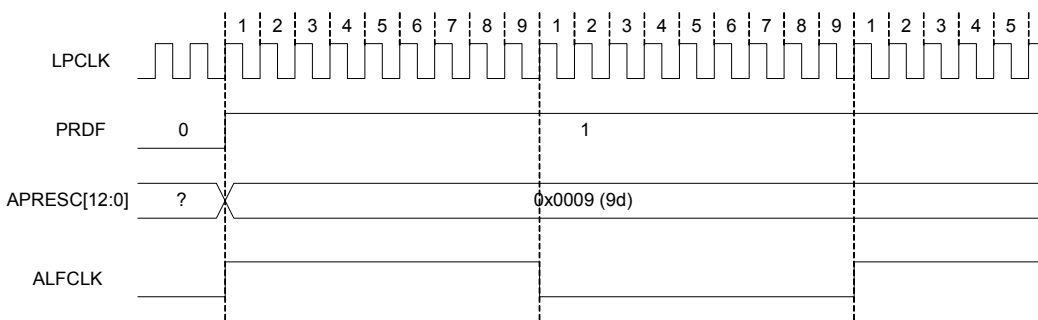 1 2 3 4 5 6 7 8 9 1 2 3 4 5 6 7 8 9 1 2 3 4 5
LPCLK
PRDF 0 1
APRESC[12:0] ? 0x0009 (9d)
ALFCLK